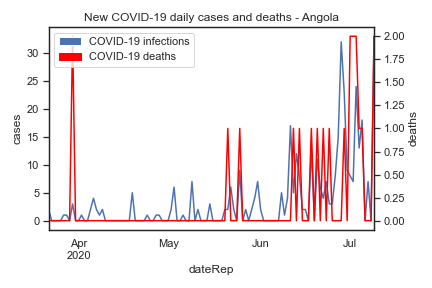 New COVID-19 daily cases and deaths - Angola
COVID-19 infections
COVID-19 deaths
cases
30
25
20
15
10
5
0
deaths
2.00
1.75
1.50
1.25
1.00
0.75
0.50
0.25
0.00
Apr
2020
May
Jun
Jul
dateRep